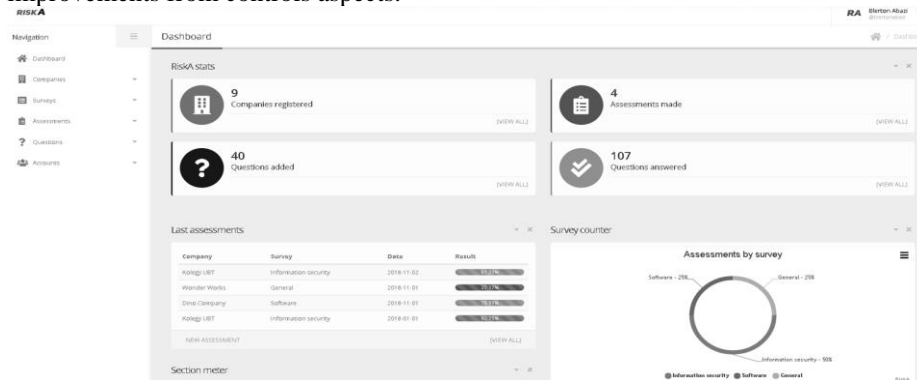 improvements from controls aspects.
RISKA
RA Blerton Abazi
Navigation
Dashboard
/ Dashbo
Dashboard
Companies
Surveys
Assessments
Questions
Accounts
RiskA stats
9
Companies registered
[VIEW ALL]
4
Assessments made
[VIEW ALL]
40
Questions added
[VIEW ALL]
107
Questions answered
[VIEW ALL]
Last assessments
Company Survey Data Result
Kolegji UBT Information security 2018-11-02
Wonder Works General 2018-11-01
Dino Company Software 2018-11-01
Kolegji UBT Information security 2018-01-01
NEW ASSESSMENT [VIEW ALL]
Survey counter
Assessments by survey
Software - 25% General - 25%
Information security - 50%
Information security Software General
Section meter